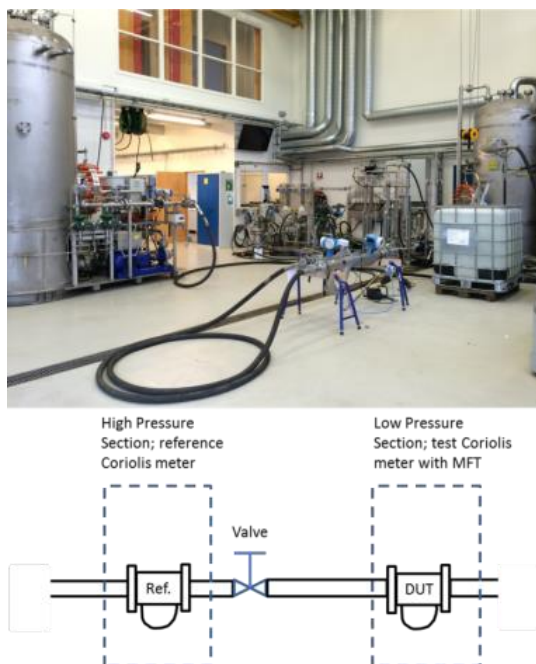 High Pressure
Section; reference
Coriolis meter
Low Pressure
Section; test Coriolis
meter with MFT
Valve
Ref.
DUT